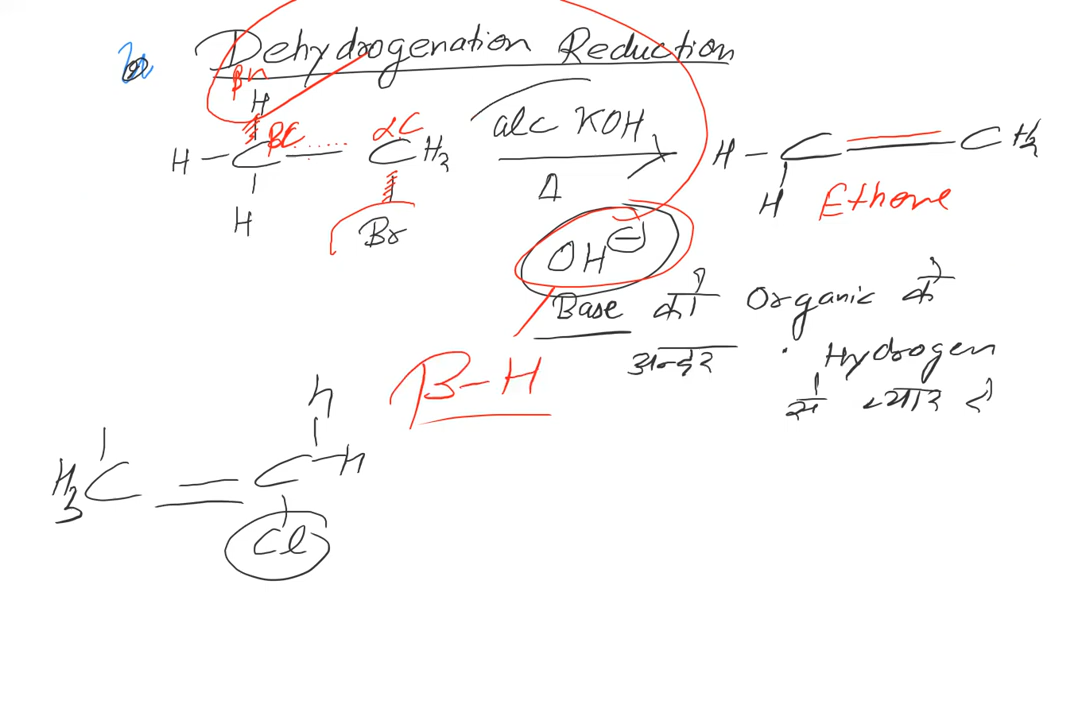 Dehydrogenation Reduction
βH
H
βC αC
H – C — CH3 alc KOH H – C = CH2
H Δ H Ethene
Br
OH⊖
Base Organic
अन्दर Hydrogen
B–H
H
H3C = C – H
Cl